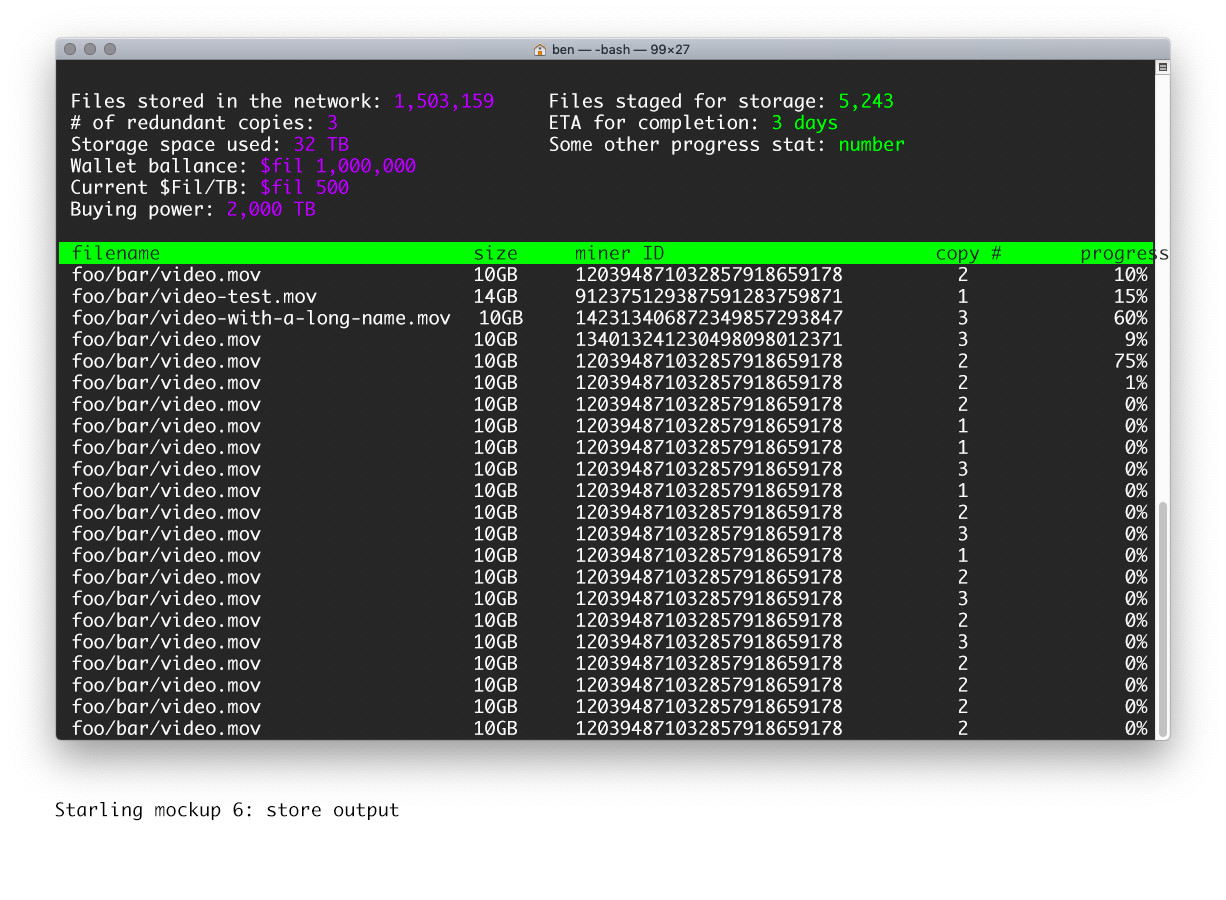 ben — -bash — 99×27
Files stored in the network: 1,503,159 Files staged for storage: 5,243
# of redundant copies: 3 ETA for completion: 3 days
Storage space used: 32 TB Some other progress stat: number
Wallet ballance: $fil 1,000,000
Current $Fil/TB: $fil 500
Buying power: 2,000 TB
filename size miner ID copy # progress
foo/bar/video.mov 10GB 120394871032857918659178 2 10%
foo/bar/video-test.mov 14GB 912375129387591283759871 1 15%
foo/bar/video-with-a-long-name.mov 10GB 142313406872349857293847 3 60%
foo/bar/video.mov 10GB 134013241230498098012371 3 9%
foo/bar/video.mov 10GB 120394871032857918659178 2 75%
foo/bar/video.mov 10GB 120394871032857918659178 2 1%
foo/bar/video.mov 10GB 120394871032857918659178 2 0%
foo/bar/video.mov 10GB 120394871032857918659178 1 0%
foo/bar/video.mov 10GB 120394871032857918659178 1 0%
foo/bar/video.mov 10GB 120394871032857918659178 3 0%
foo/bar/video.mov 10GB 120394871032857918659178 1 0%
foo/bar/video.mov 10GB 120394871032857918659178 2 0%
foo/bar/video.mov 10GB 120394871032857918659178 3 0%
foo/bar/video.mov 10GB 120394871032857918659178 1 0%
foo/bar/video.mov 10GB 120394871032857918659178 2 0%
foo/bar/video.mov 10GB 120394871032857918659178 3 0%
foo/bar/video.mov 10GB 120394871032857918659178 2 0%
foo/bar/video.mov 10GB 120394871032857918659178 3 0%
foo/bar/video.mov 10GB 120394871032857918659178 2 0%
foo/bar/video.mov 10GB 120394871032857918659178 2 0%
foo/bar/video.mov 10GB 120394871032857918659178 2 0%
foo/bar/video.mov 10GB 120394871032857918659178 2 0%
Starling mockup 6: store output